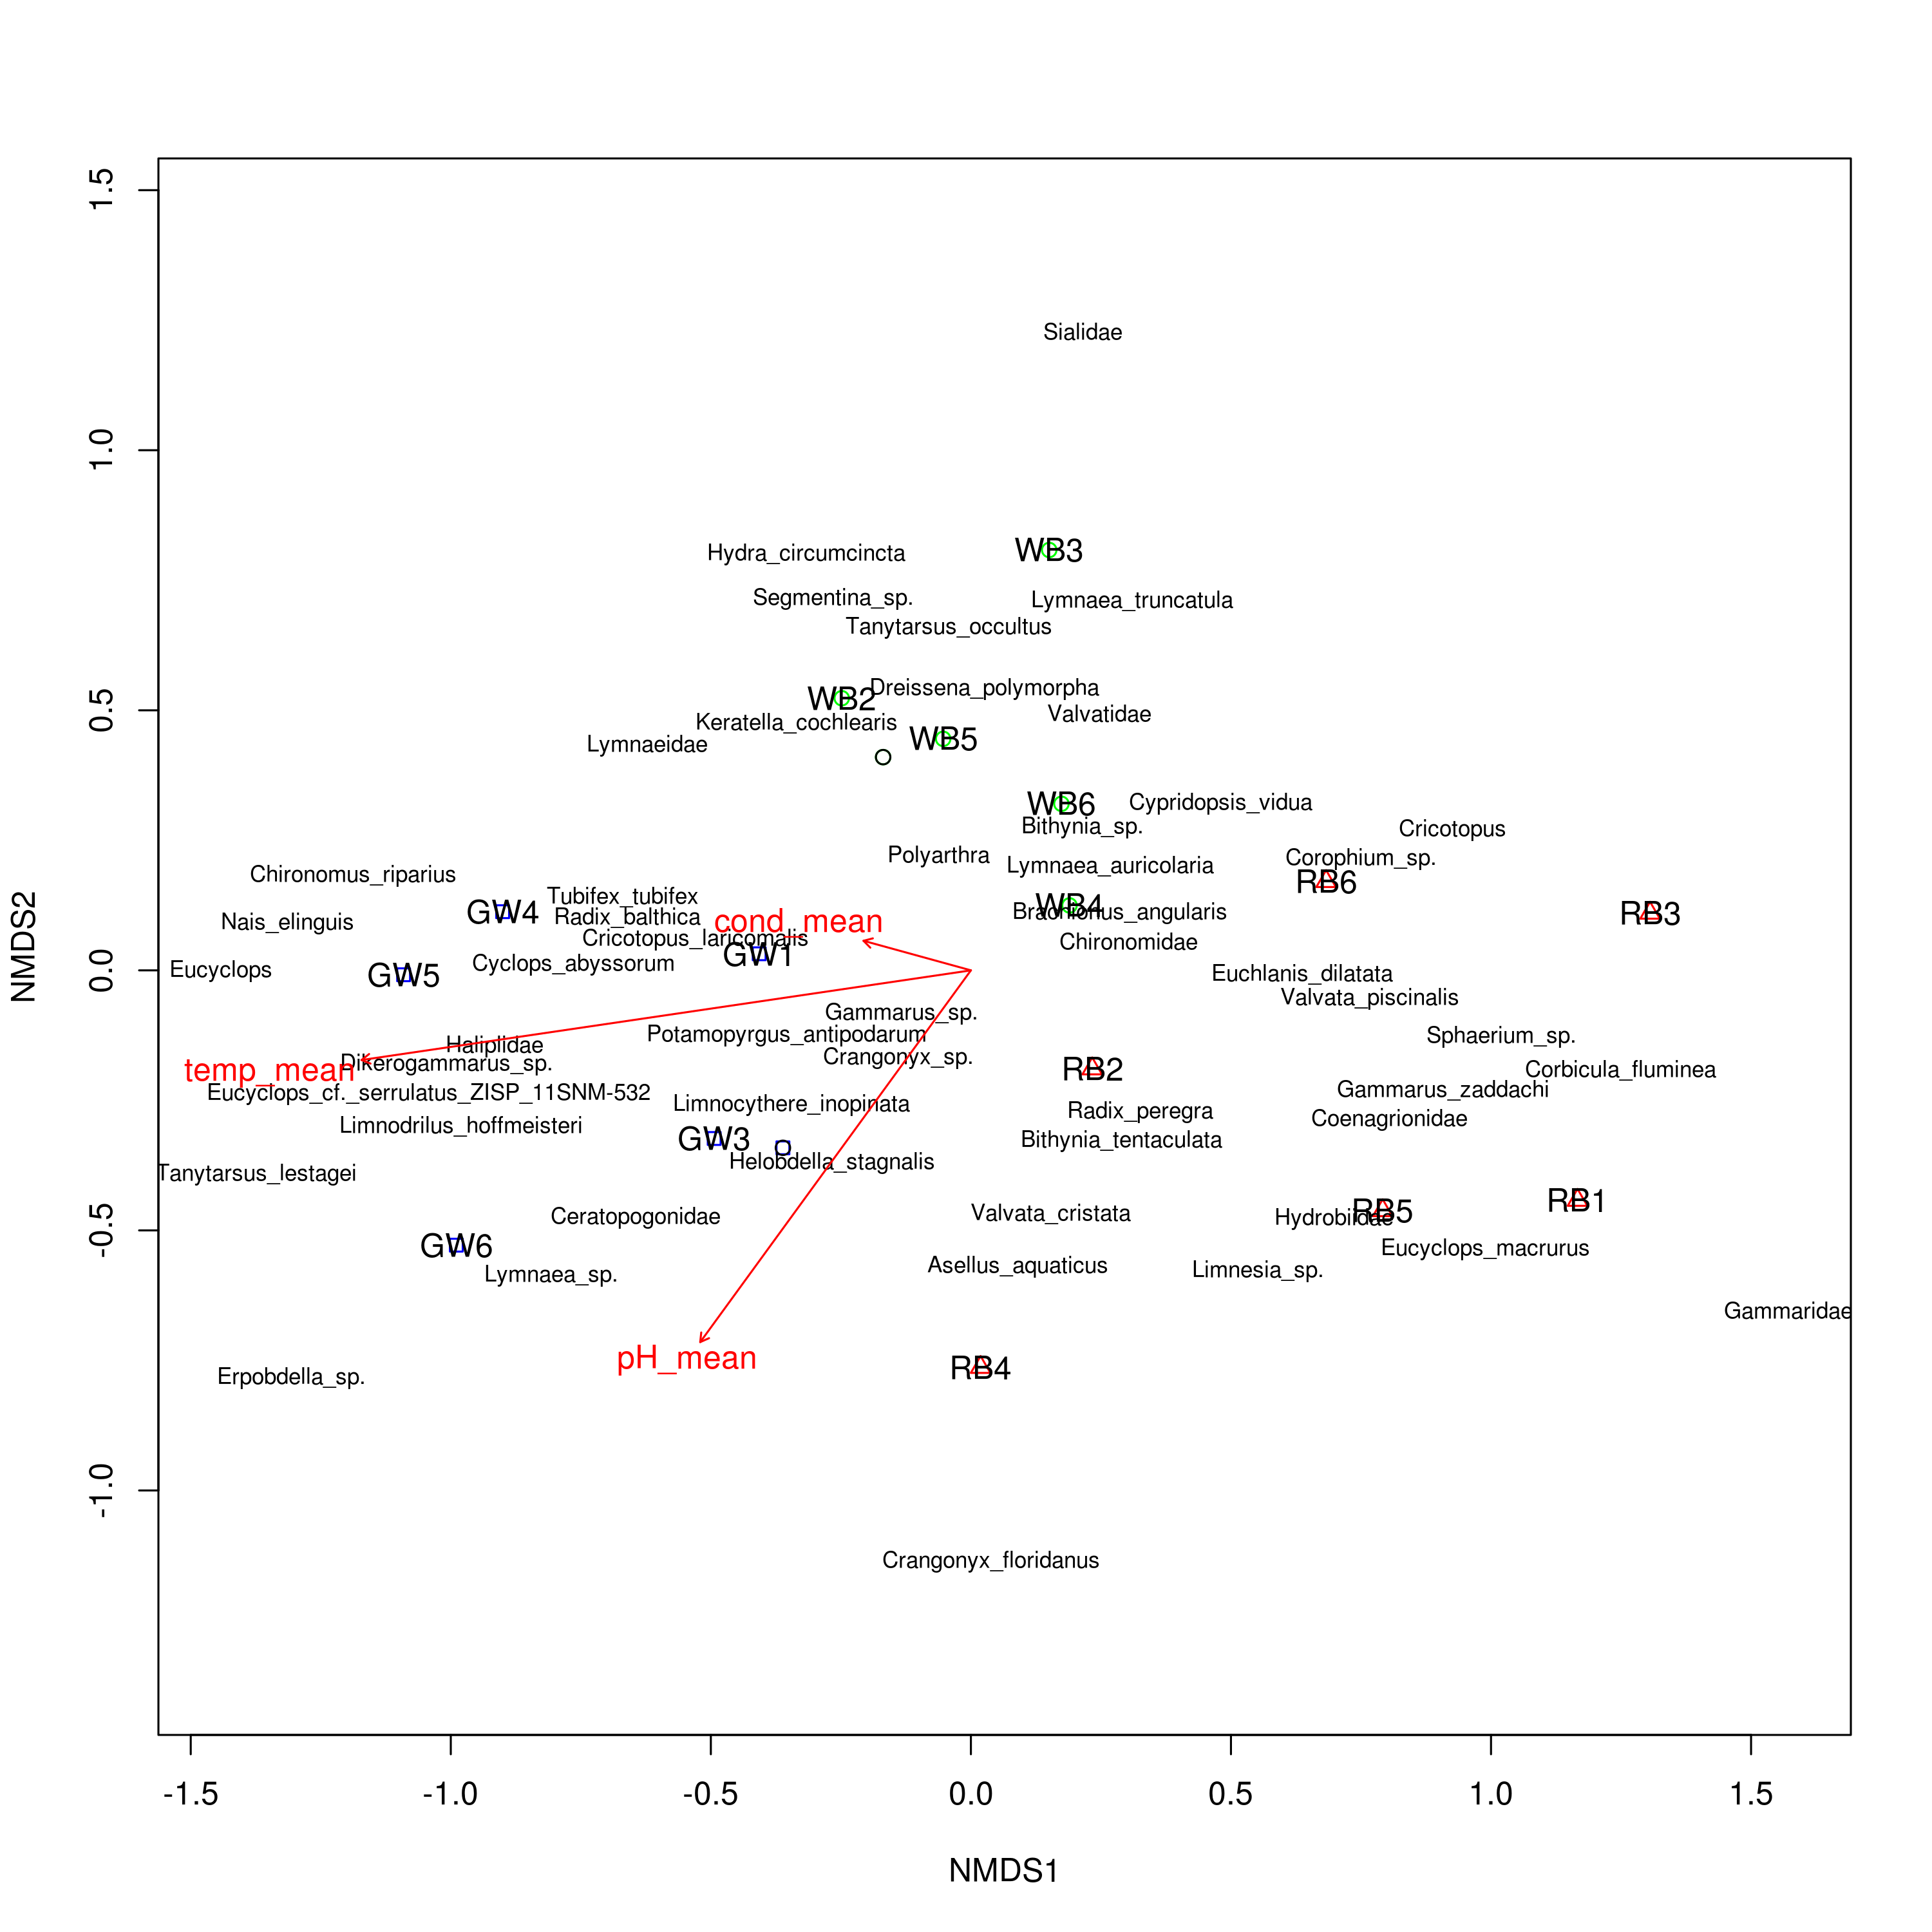 1.5
Sialidae
1.0
Hydra_circumcincta
WB3
Segmentina_sp.
Lymnaea_truncatula
Tanytarsus_occultus
0.5
WB2
Dreissena_polymorpha
Valvatidae
Keratella_cochlearis
WB5
Lymnaeidae
WB6
Cypridopsis_vidua
Bithynia_sp.
Cricotopus
Polyarthra
Corophium_sp.
Lymnaea_auricolaria
Chironomus_riparius
RB6
Tubifex_tubifex
WB4
GW4
Radix_balthica
Brachionus_angularis
RB3
Nais_elinguis
cond_mean
Cricotopus_laricomalis
Chironomidae
GW1
NMDS2
0.0
Eucyclops
GW5
Cyclops_abyssorum
Euchlanis_dilatata
Valvata_piscinalis
Gammarus_sp.
Potamopyrgus_antipodarum
Sphaerium_sp.
Haliplidae
Crangonyx_sp.
Dikerogammarus_sp.
temp_mean
RB2
Corbicula_fluminea
Eucyclops_cf._serrulatus_ZISP_11SNM-532
Gammarus_zaddachi
Limnocythere_inopinata
Radix_peregra
Coenagrionidae
Limnodrilus_hoffmeisteri
GW3
Bithynia_tentaculata
Helobdella_stagnalis
Tanytarsus_lestagei
-0.5
RB1
Ceratopogonidae
Valvata_cristata
Hydrobiidae
RB5
GW6
Eucyclops_macrurus
Lymnaea_sp.
Asellus_aquaticus
Limnesia_sp.
Gammaridae
pH_mean
RB4
Erpobdella_sp.
-1.0
Crangonyx_floridanus
-1.5 -1.0 -0.5 0.0 0.5 1.0 1.5
NMDS1